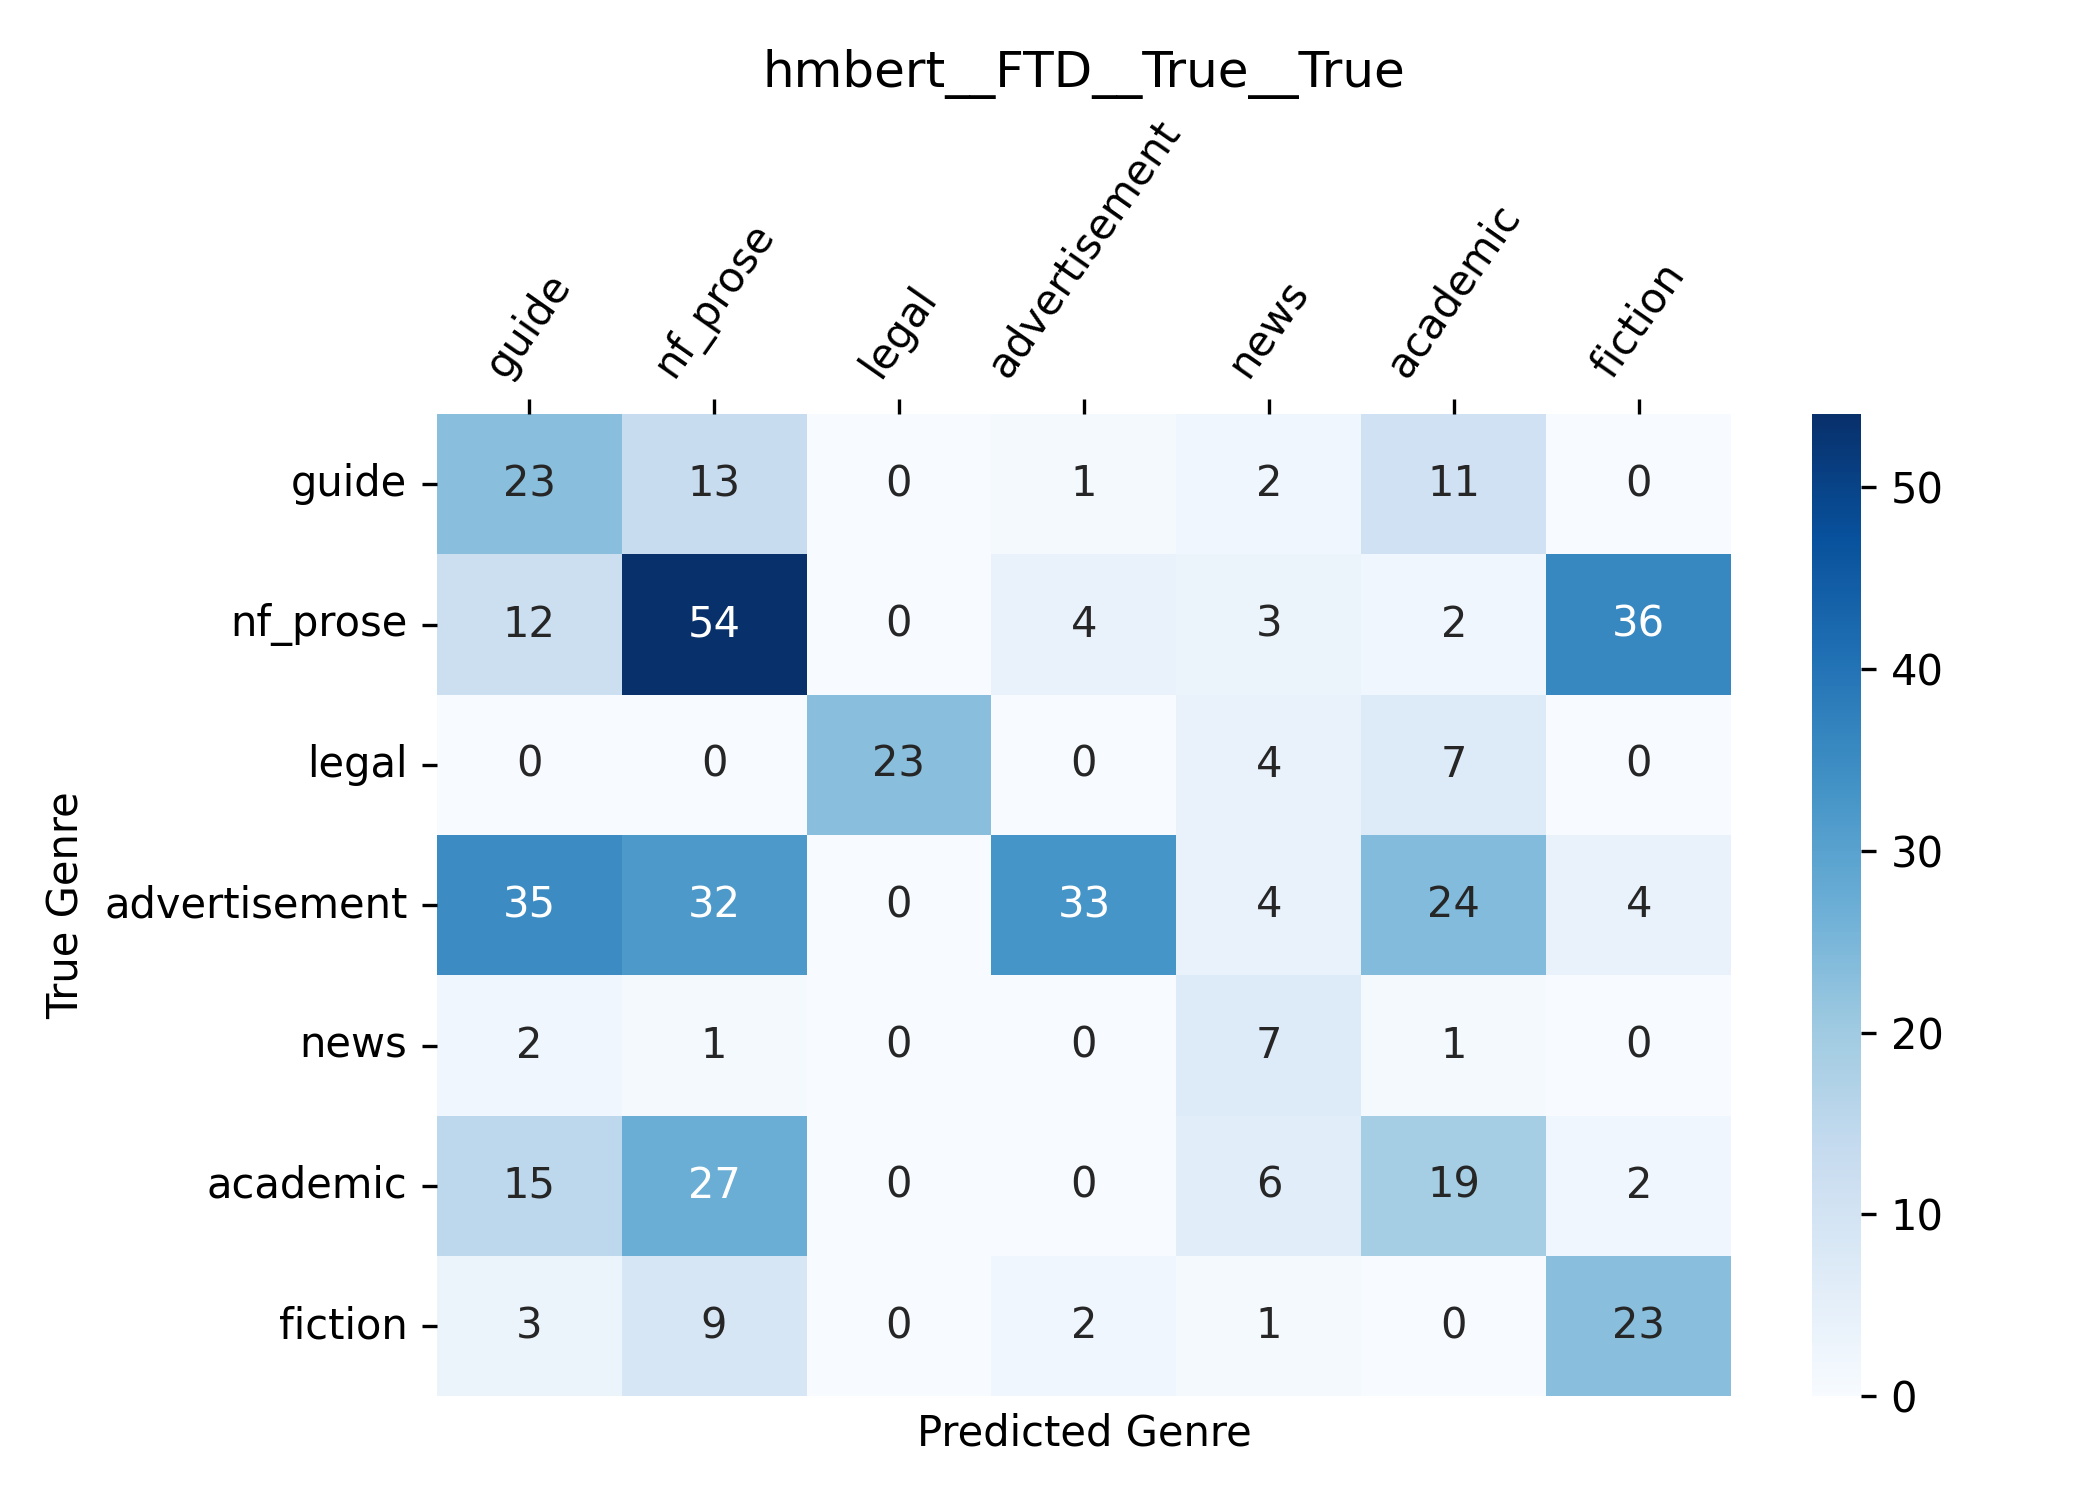 hmbert__FTD__True__True
guide nf_prose legal advertisement news academic fiction
guide 23 13 0 1 2 11 0
nf_prose 12 54 0 4 3 2 36
legal 0 0 23 0 4 7 0
advertisement 35 32 0 33 4 24 4
news 2 1 0 0 7 1 0
academic 15 27 0 0 6 19 2
fiction 3 9 0 2 1 0 23
True Genre
Predicted Genre
50
40
30
20
10
0